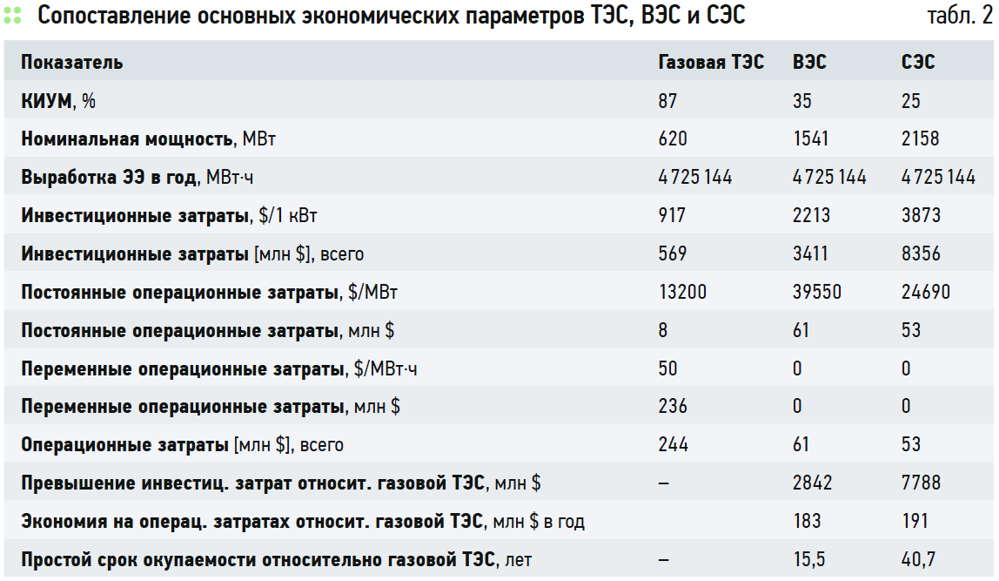 Сопоставление основных экономических параметров ТЭС, ВЭС и СЭС табл. 2
Показатель Газовая ТЭС ВЭС СЭС
КИУМ, % 87 35 25
Номинальная мощность, МВт 620 1541 2158
Выработка ЭЭ в год, МВт·ч 4 725 144 4 725 144 4 725 144
Инвестиционные затраты, $/1 кВт 917 2213 3873
Инвестиционные затраты [млн $], всего 569 3411 8356
Постоянные операционные затраты, $/МВт 13200 39550 24690
Постоянные операционные затраты, млн $ 8 61 53
Переменные операционные затраты, $/МВт·ч 50 0 0
Переменные операционные затраты, млн $ 236 0 0
Операционные затраты [млн $], всего 244 61 53
Превышение инвестиц. затрат относит. газовой ТЭС, млн $ – 2842 7788
Экономия на операц. затратах относит. газовой ТЭС, млн $ в год 183 191
Простой срок окупаемости относительно газовой ТЭС, лет – 15,5 40,7